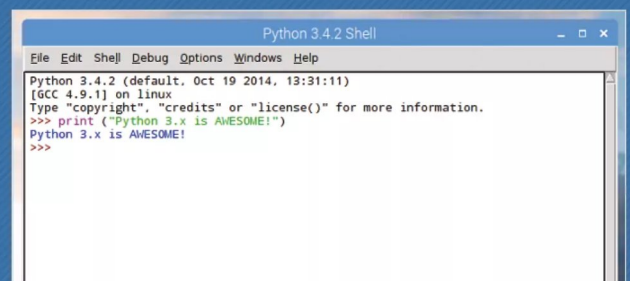 Python 3.4.2 Shell
File Edit Shell Debug Options Windows Help
Python 3.4.2 (default, Oct 19 2014, 13:31:11)
[GCC 4.9.1] on linux
Type "copyright", "credits" or "license()" for more information.
>>> print ("Python 3.x is AWESOME!")
Python 3.x is AWESOME!
>>>